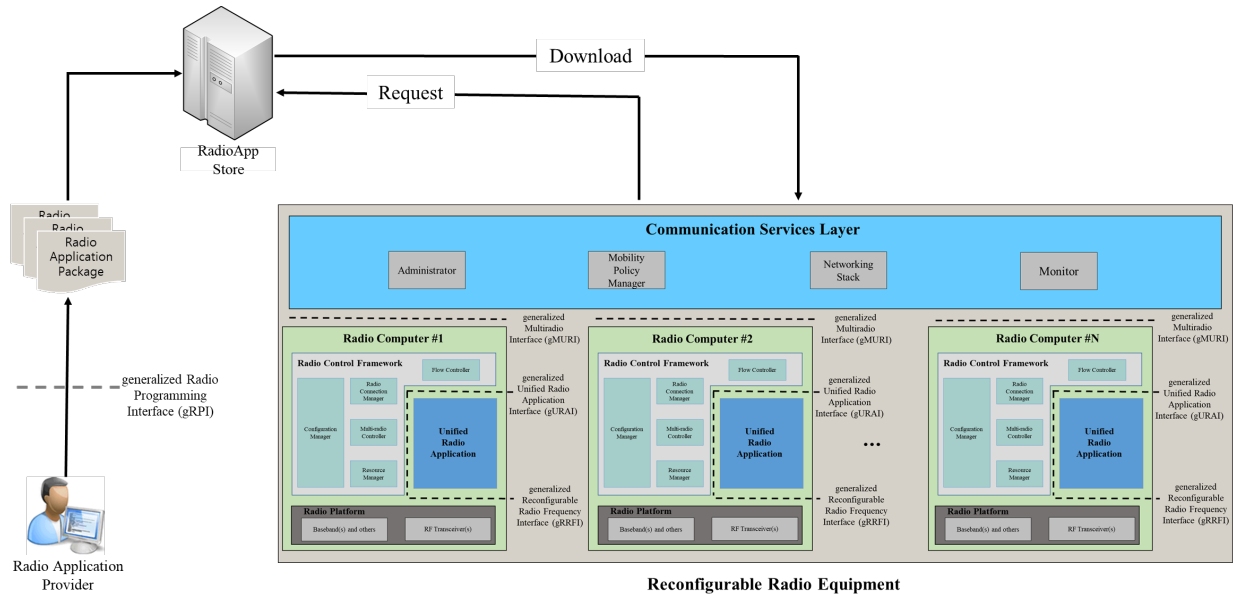 Download
Request
RadioApp
Store
Radio
Radio
Radio
Application
Package
generalized Radio
Programming
Interface (gRPI)
Radio Application
Provider
Communication Services Layer
Administrator
Mobility
Policy
Manager
Networking
Stack
Monitor
generalized
Multiradio
Interface (gMURI)
generalized
Multiradio
Interface (gMURI)
generalized
Multiradio
Interface (gMURI)
Radio Computer #1
Radio Control Framework
Flow Controller
Configuration
Manager
Radio
Connection
Manager
Multi-radio
Controller
Resource
Manager
Unified
Radio
Application
generalized
Unified Radio
Application
Interface (gURAI)
generalized
Reconfigurable
Radio Frequency
Interface (gRRFI)
Radio Platform
Baseband(s) and others
RF Transceiver(s)
Radio Computer #2
Radio Control Framework
Flow Controller
Configuration
Manager
Radio
Connection
Manager
Multi-radio
Controller
Resource
Manager
Unified
Radio
Application
generalized
Unified Radio
Application
Interface (gURAI)
...
generalized
Reconfigurable
Radio Frequency
Interface (gRRFI)
Radio Platform
Baseband(s) and others
RF Transceiver(s)
Radio Computer #N
Radio Control Framework
Flow Controller
Configuration
Manager
Radio
Connection
Manager
Multi-radio
Controller
Resource
Manager
Unified
Radio
Application
generalized
Unified Radio
Application
Interface (gURAI)
generalized
Reconfigurable
Radio Frequency
Interface (gRRFI)
Radio Platform
Baseband(s) and others
RF Transceiver(s)
Reconfigurable Radio Equipment